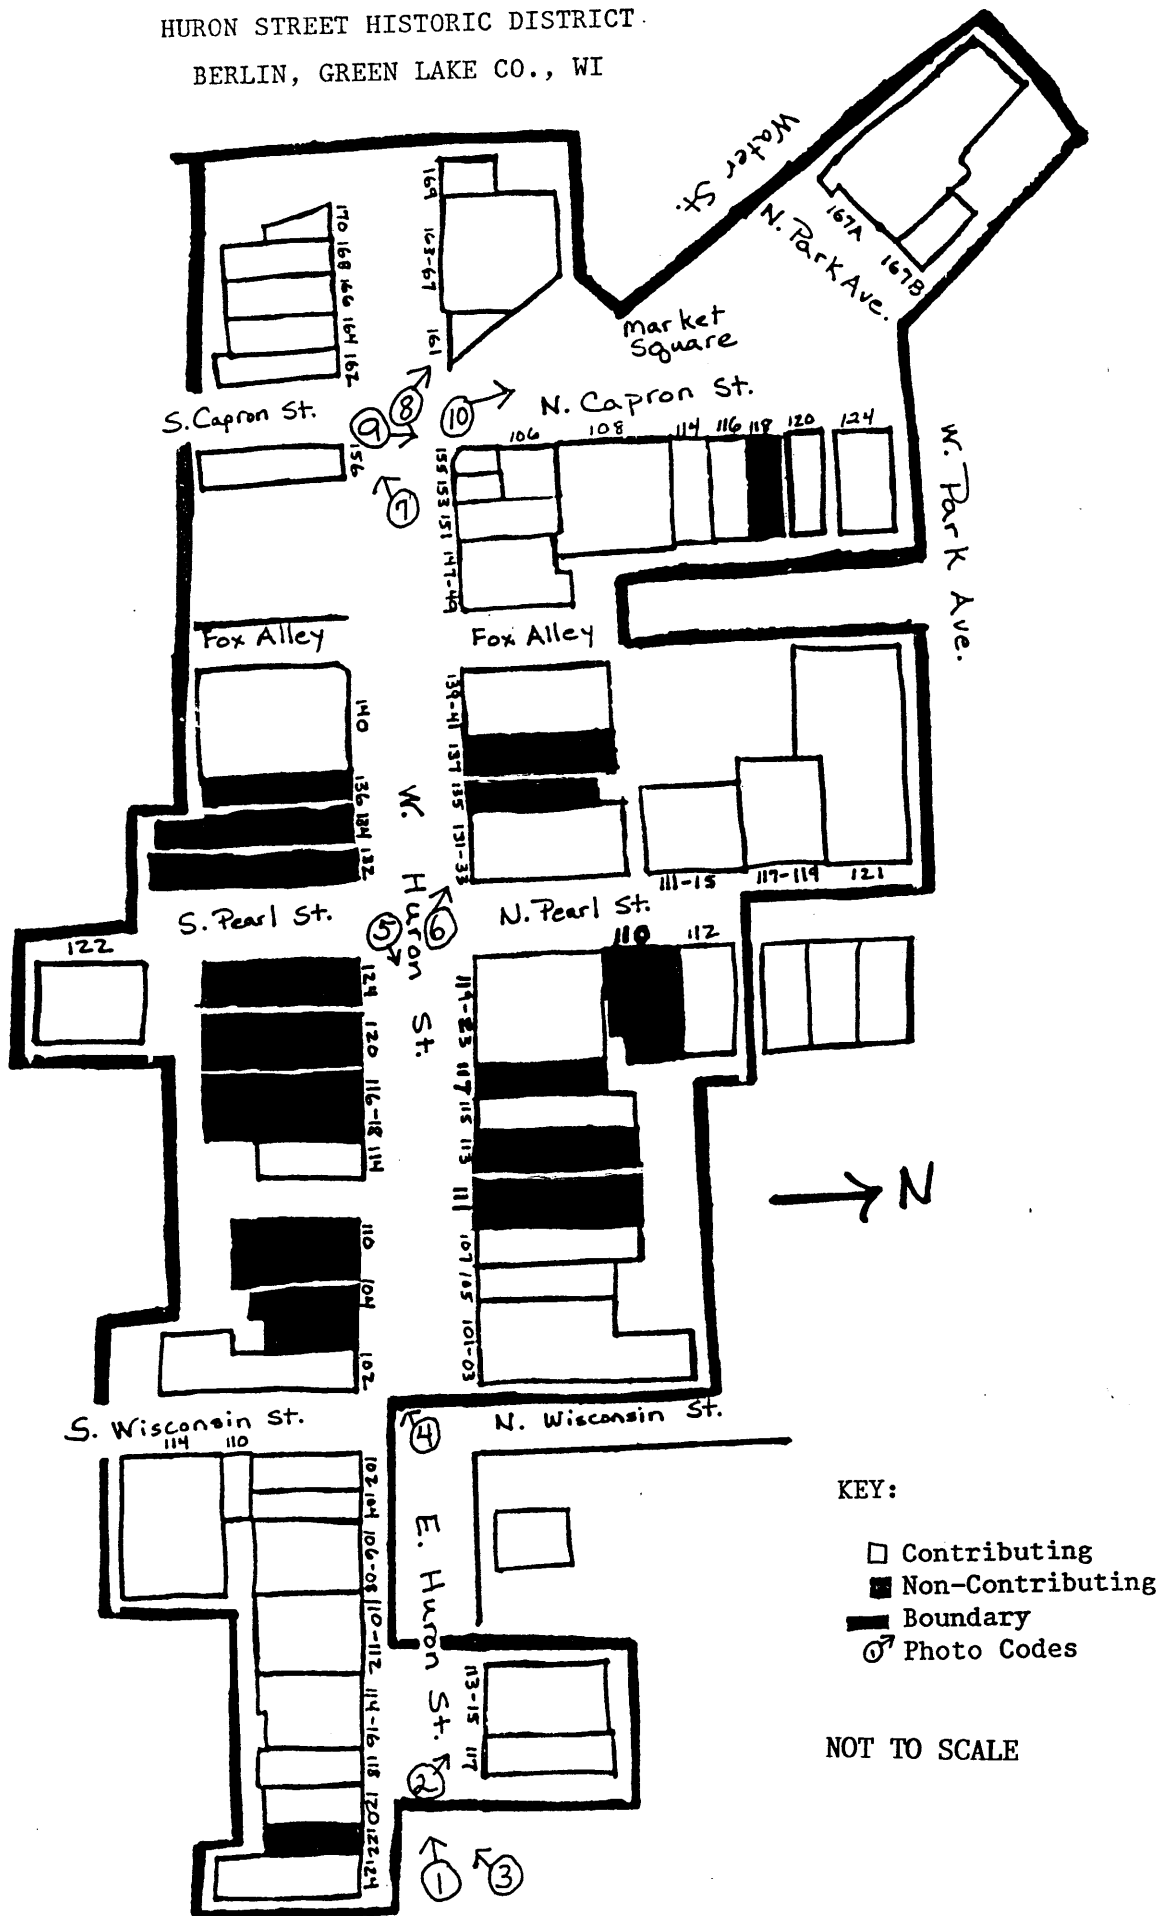 HURON STREET HISTORIC DISTRICT
BERLIN, GREEN LAKE CO., WI
Water St.
N. Park Ave.
167A
167B
169
163-67
161
170
168
166
164
162
Market Square
S. Capron St.
N. Capron St.
8
9
10
7
156
106
108
114
116
118
120
124
155
153
151
147-49
W. Park Ave.
Fox Alley
Fox Alley
140
136
134
132
139-41
137
135
131-33
111-15
117-119
121
W. Huron St.
S. Pearl St.
N. Pearl St.
5
6
122
110
112
124
120
116-18
114
110
104
102
119-23
117
115
113
111
107
105
101-03
N
S. Wisconsin St.
N. Wisconsin St.
4
114
110
102
104
106-08
110-112
114-16
118
120
122
124
E. Huron St.
113-15
117
2
1
3
KEY:
Contributing
Non-Contributing
Boundary
1 Photo Codes
NOT TO SCALE